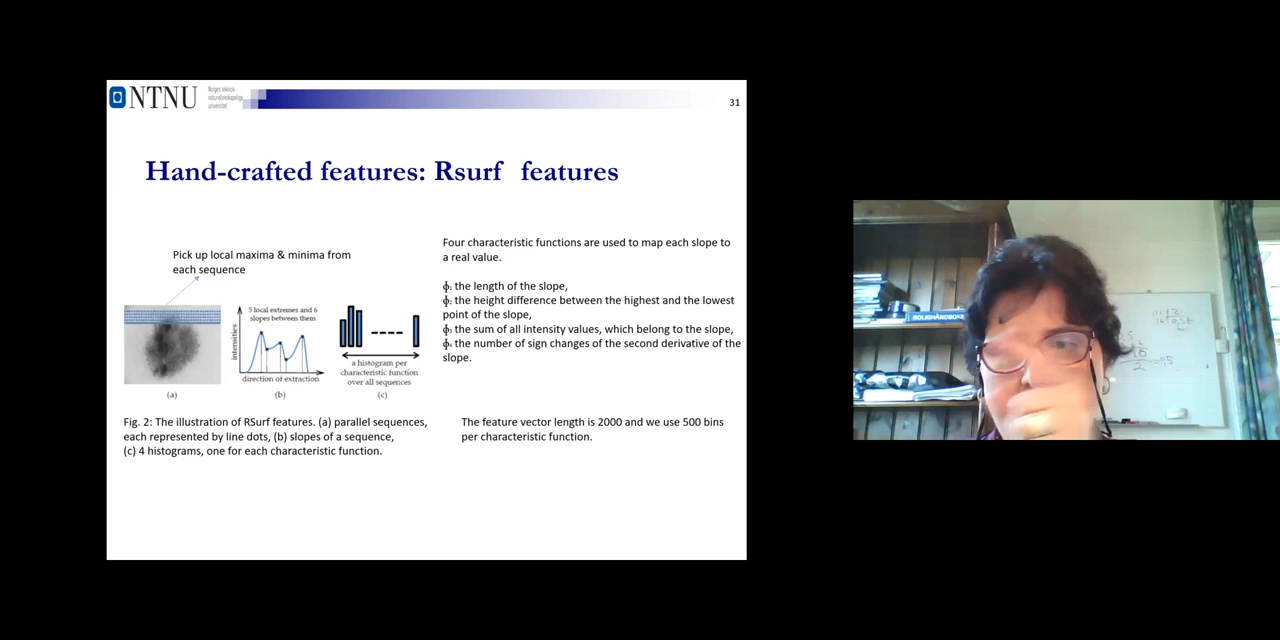 NTNU
Norges teknisk
naturvitenskapelige
universitet
31
Hand-crafted features: Rsurf features
Pick up local maxima & minima from
each sequence
5 local extremes and 6
slopes between them
intensities
direction of extraction
a histogram per
characteristic function
over all sequences
(a)
(b)
(c)
Fig. 2: The illustration of RSurf features. (a) parallel sequences,
each represented by line dots, (b) slopes of a sequence,
(c) 4 histograms, one for each characteristic function.
Four characteristic functions are used to map each slope to
a real value.
ϕ₁ the length of the slope,
ϕ₂ the height difference between the highest and the lowest
point of the slope,
ϕ₃ the sum of all intensity values, which belong to the slope,
ϕ₄ the number of sign changes of the second derivative of the
slope.
The feature vector length is 2000 and we use 500 bins
per characteristic function.
BOLIGHÅNDBOKEN